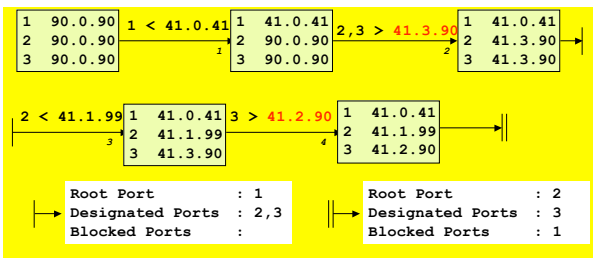 1 90.0.90
2 90.0.90
3 90.0.90
1 < 41.0.41
1
1 41.0.41
2 90.0.90
3 90.0.90
2,3 > 41.3.90
2
1 41.0.41
2 41.3.90
3 41.3.90
2 < 41.1.99
3
1 41.0.41
2 41.1.99
3 41.3.90
3 > 41.2.90
4
1 41.0.41
2 41.1.99
3 41.2.90
Root Port : 1
Designated Ports : 2,3
Blocked Ports :
Root Port : 2
Designated Ports : 3
Blocked Ports : 1